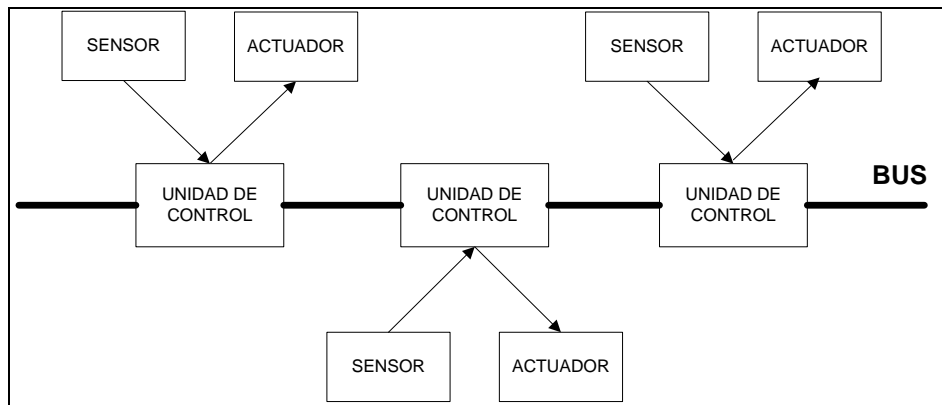 SENSOR
ACTUADOR
SENSOR
ACTUADOR
UNIDAD DE
CONTROL
UNIDAD DE
CONTROL
UNIDAD DE
CONTROL
BUS
SENSOR
ACTUADOR